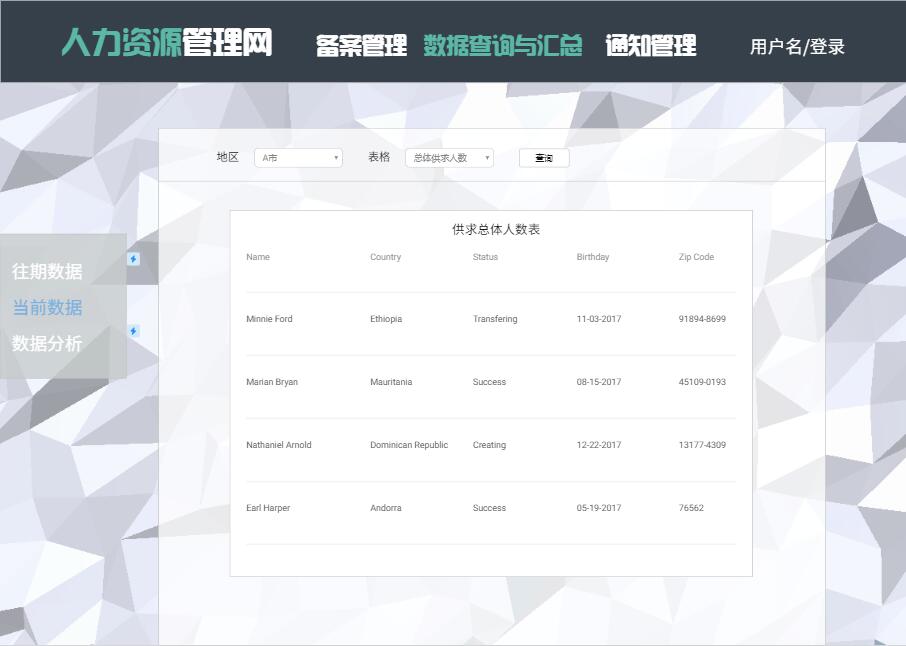 人力资源管理网 备案管理 数据查询与汇总 通知管理 用户名/登录
地区 A市 表格 总体供求人数 查询
往期数据
当前数据
数据分析
供求总体人数表
Name Country Status Birthday Zip Code
Minnie Ford Ethiopia Transfering 11-03-2017 91894-8699
Marian Bryan Mauritania Success 08-15-2017 45109-0193
Nathaniel Arnold Dominican Republic Creating 12-22-2017 13177-4309
Earl Harper Andorra Success 05-19-2017 76562